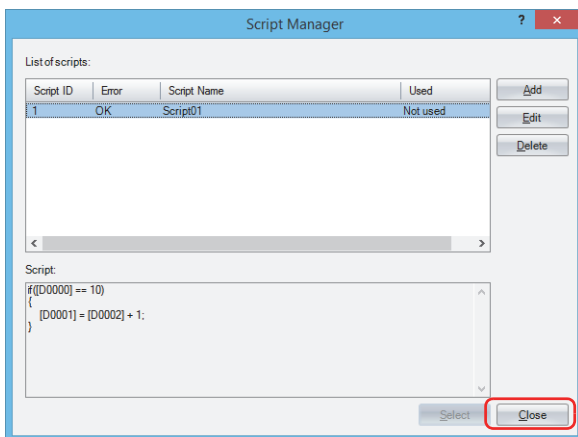 Script Manager
?
×
List of scripts:
Script ID Error Script Name Used
1 OK Script01 Not used
Add
Edit
Delete
Script:
if([D0000] == 10)
{
[D0001] = [D0002] + 1;
}
Select
Close